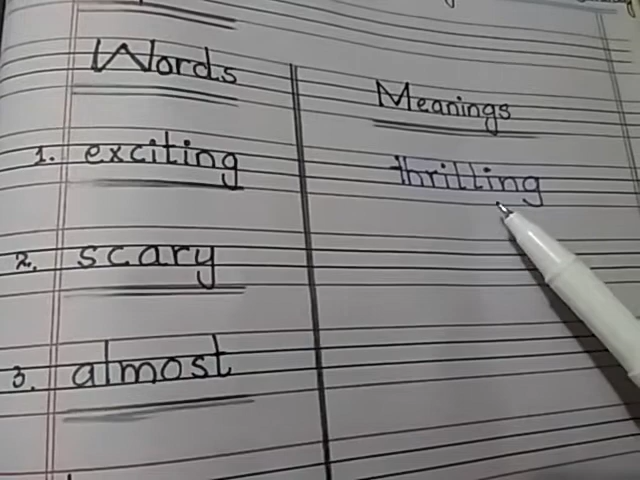 Words
Meanings
1. exciting
thrilling
2. scary
3. almost